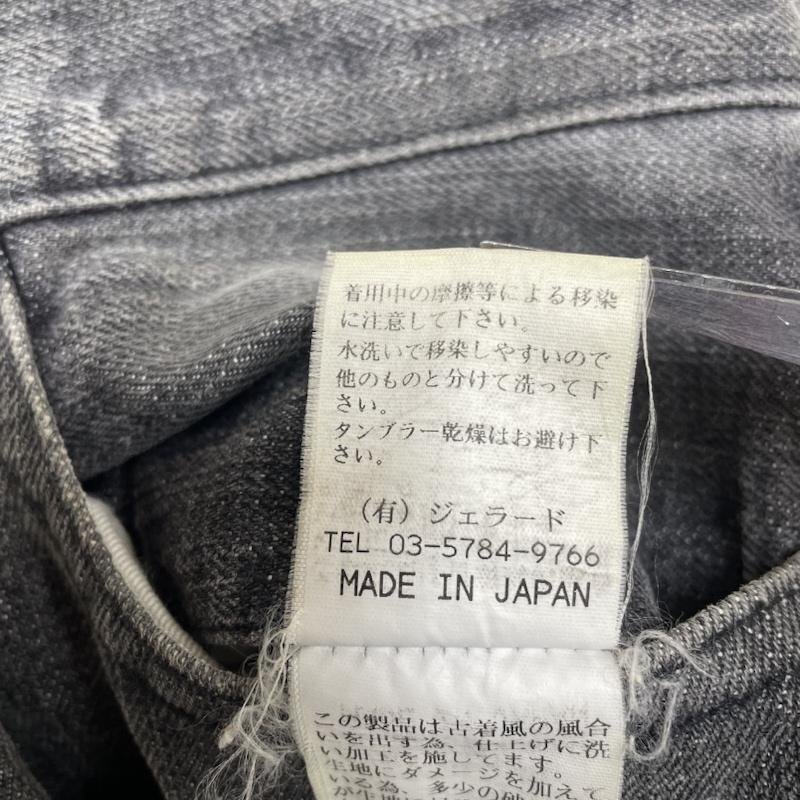 着用中の摩擦等による移染
に注意して下さい。
水洗いで移染しやすいので
他のものと分けて洗って下
さい。
タンブラー乾燥はお避け下
さい。
（有）ジェラード
TEL 03-5784-9766
MADE IN JAPAN
この製品は古着風の風合
いを出す為、仕上げに洗
い加工を施してます。
生地にダメージを加えて
いる為、多少の破